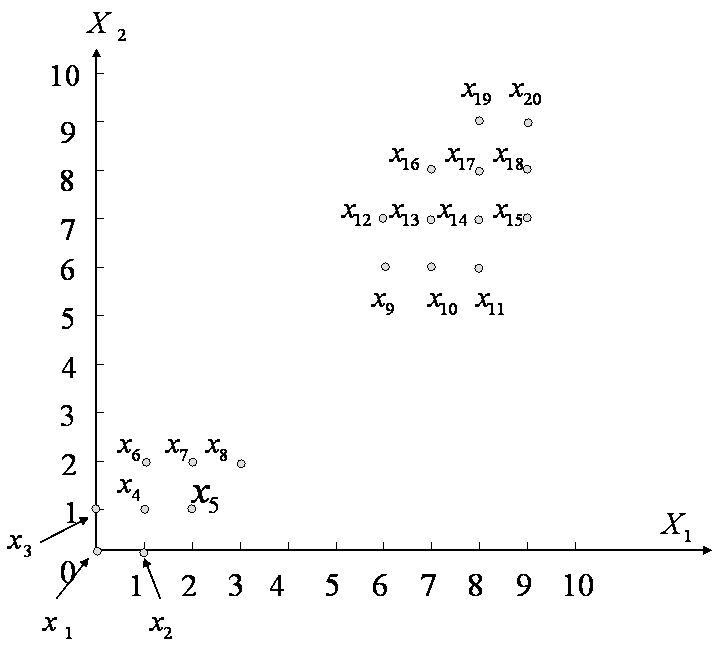 X₂
10
x₁₉ x₂₀
9
x₁₆ x₁₇ x₁₈
8
x₁₂ x₁₃ x₁₄ x₁₅
7
6
x₉ x₁₀ x₁₁
5
4
3
x₆ x₇ x₈
2
x₄ x₅
1
x₃
X₁
0
1 2 3 4 5 6 7 8 9 10
x₁ x₂